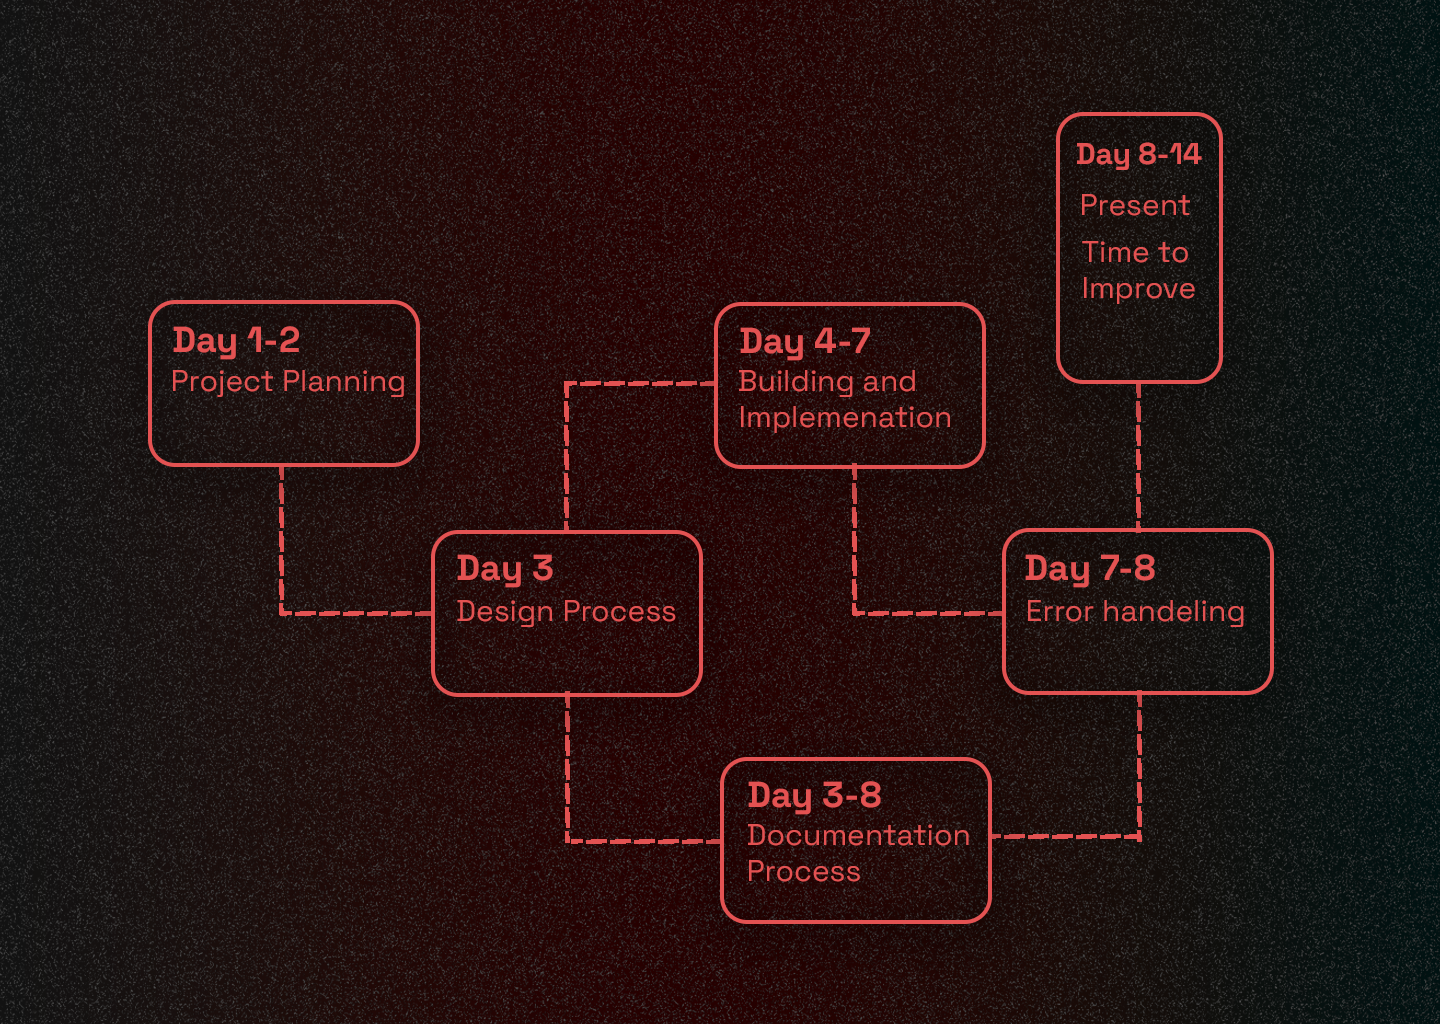 Day 1-2
Project Planning
Day 3
Design Process
Day 4-7
Building and
Implemenation
Day 3-8
Documentation
Process
Day 7-8
Error handeling
Day 8-14
Present
Time to
Improve